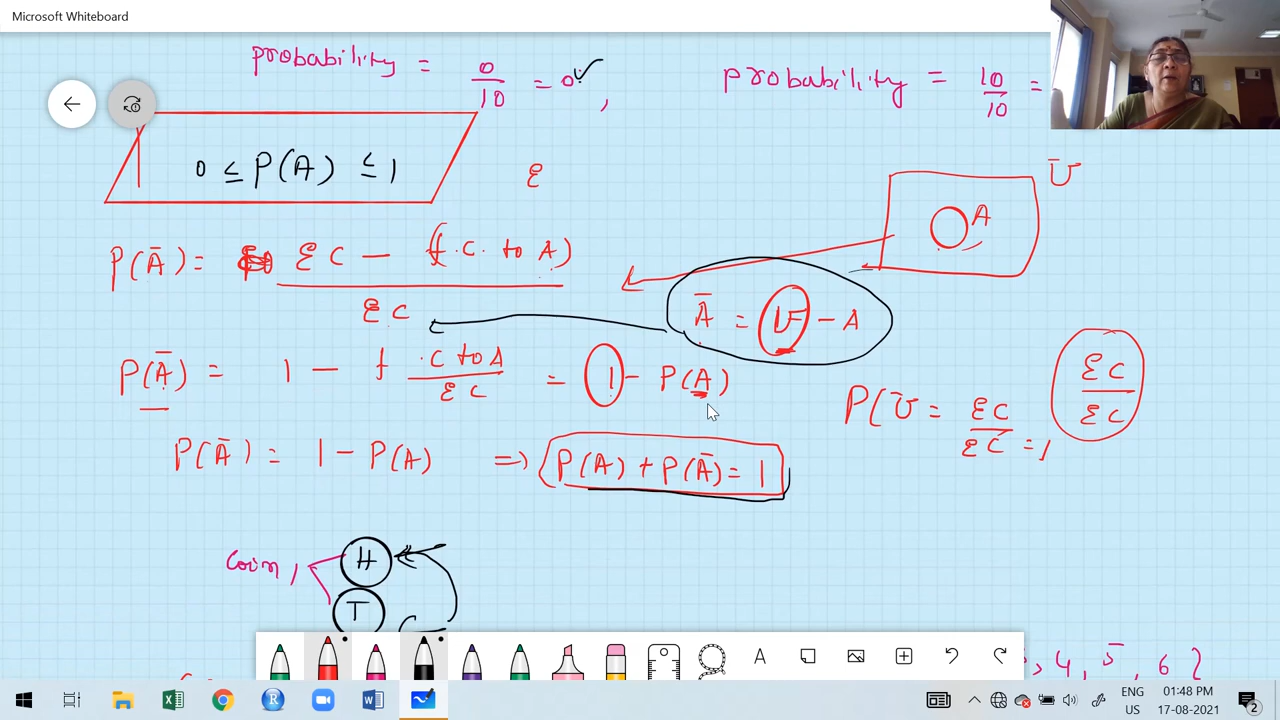 Microsoft Whiteboard
probability = 0/10 = 0 ,
probability = 10/10 =
0 ≤ P(A) ≤ 1
ε
U
A
P(Ā) = εC - (f.C. to A) / εC
Ā = U - A
P(Ā) = 1 - f.C to A / εC = 1 - P(A)
P(U = εC / εC = 1
εC / εC
P(Ā) = 1 - P(A) => P(A) + P(Ā) = 1
Coin,
H
T
, 4, 5, 6 }
A
ENG
US
01:48 PM
17-08-2021
2